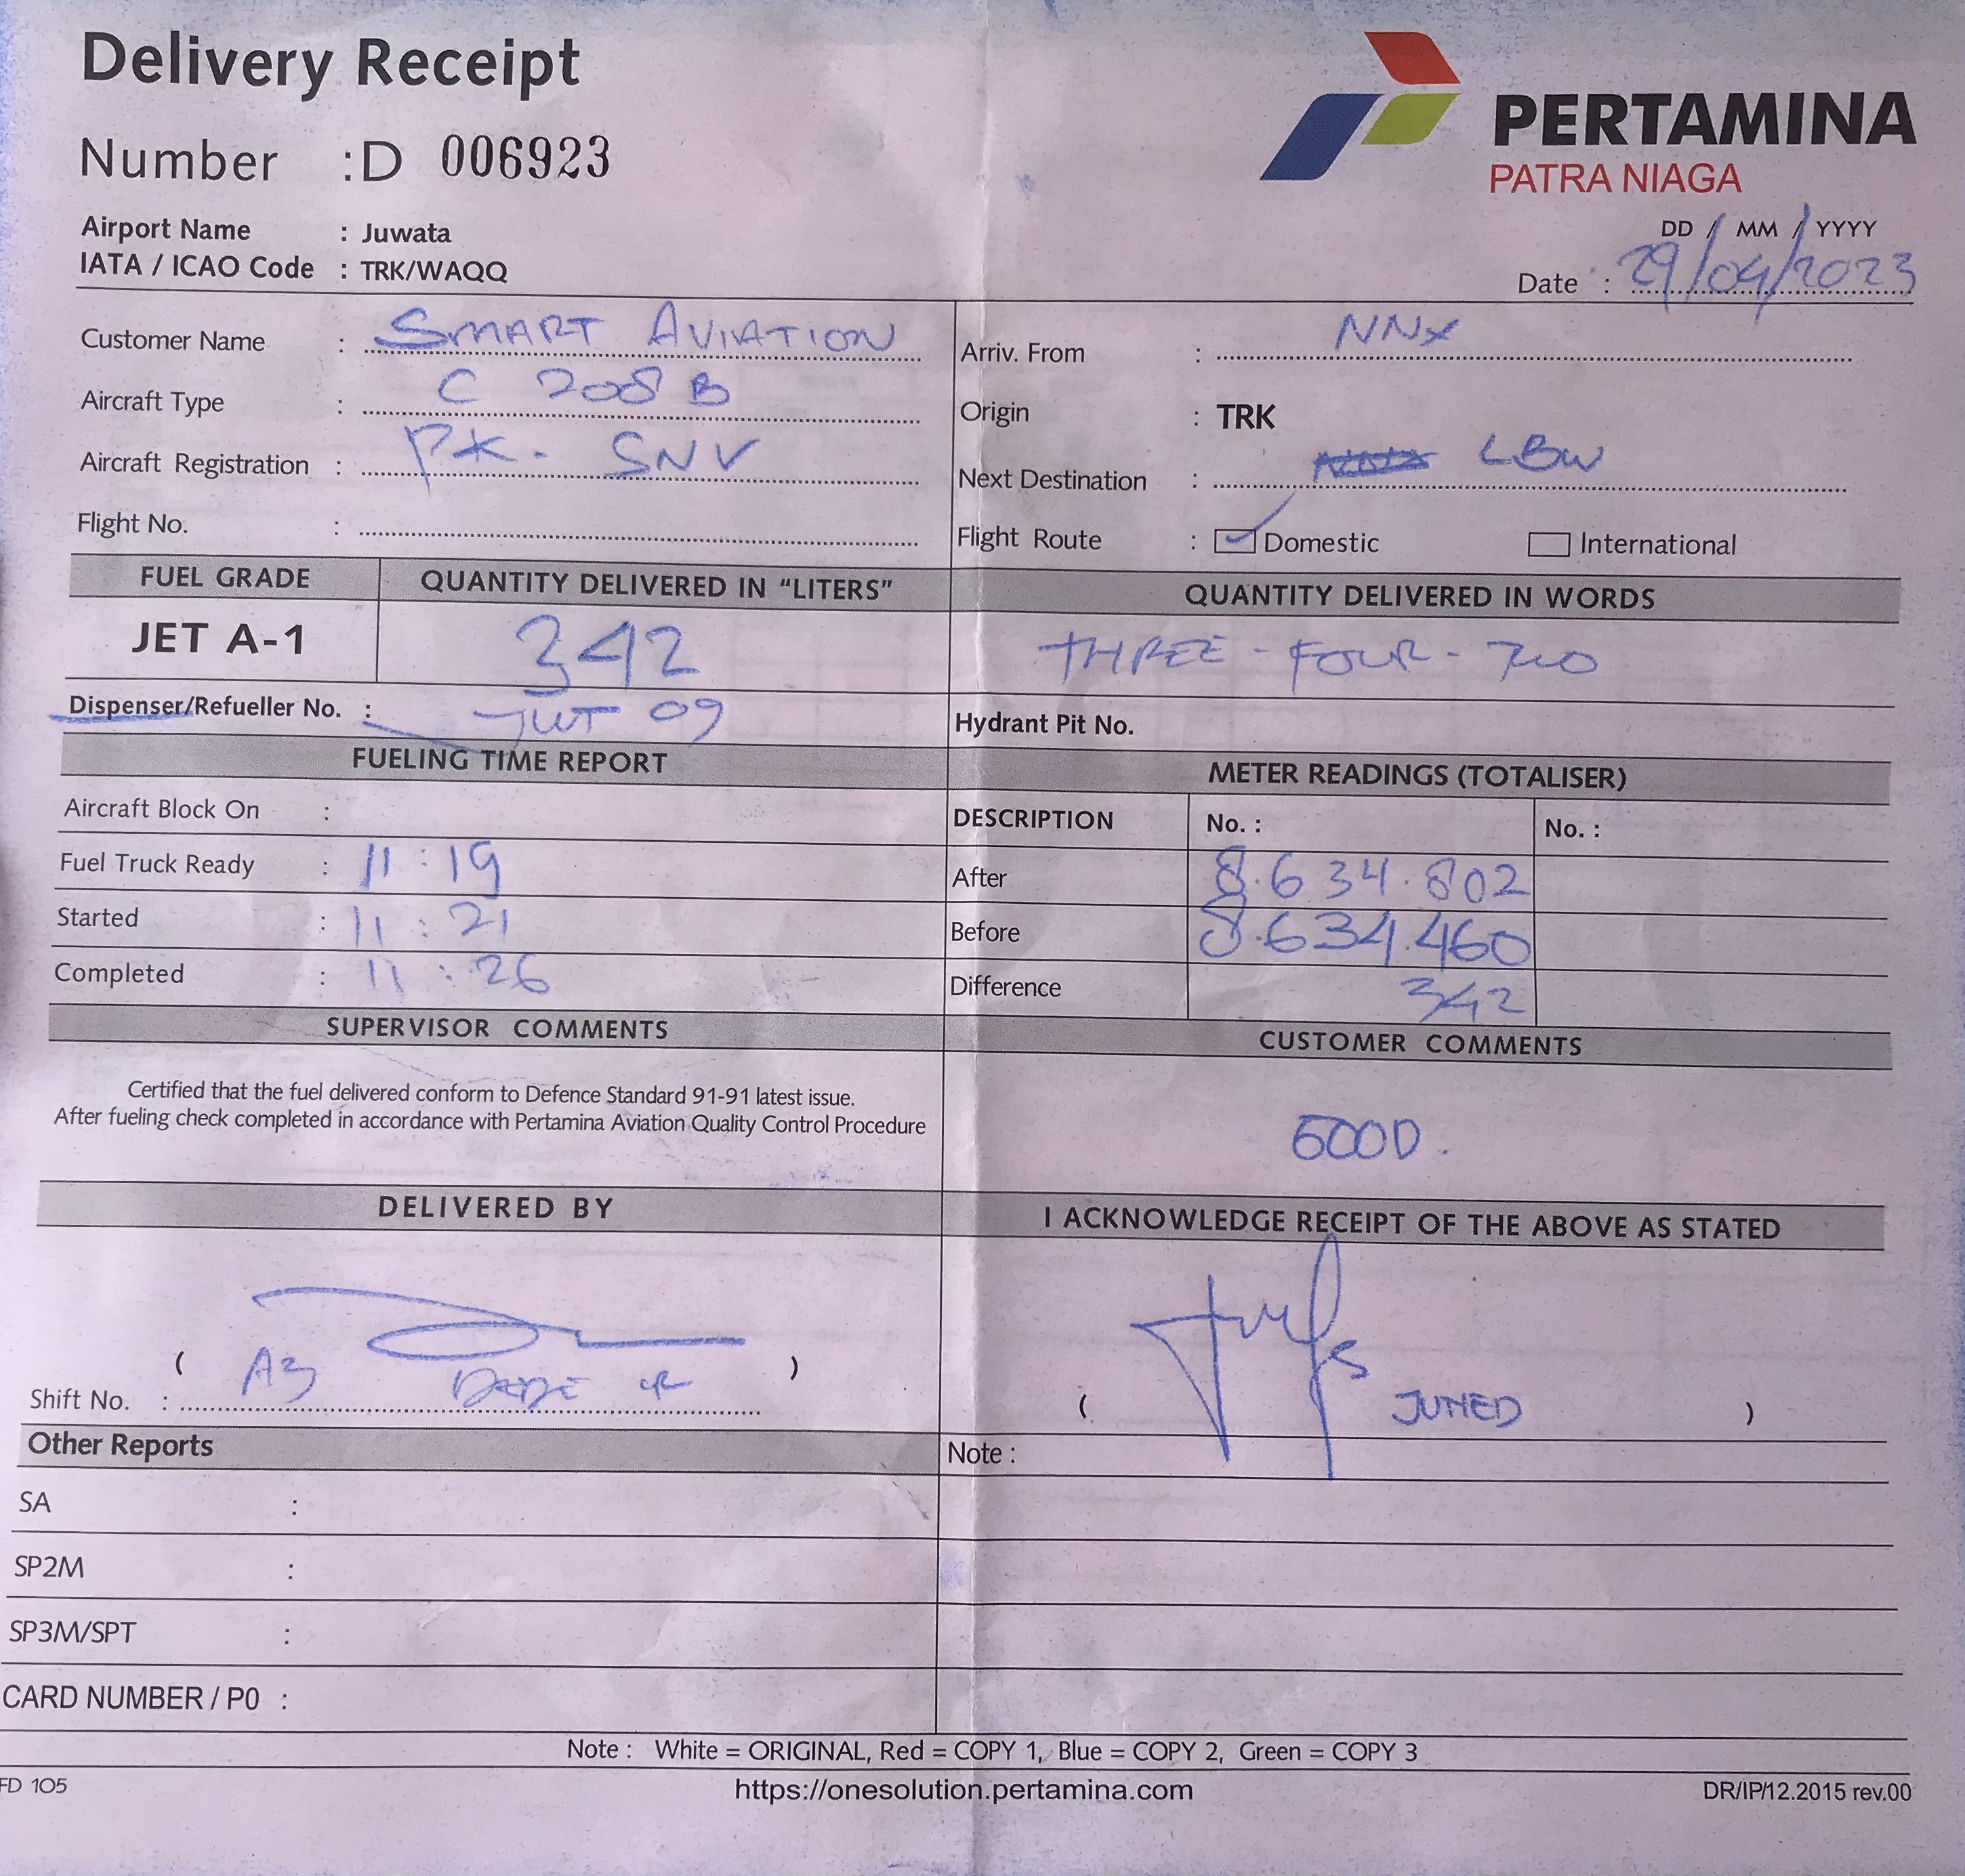 Delivery Receipt
Number : D 006923
PERTAMINA
PATRA NIAGA
Airport Name : Juwata
IATA / ICAO Code : TRK/WAQQ
DD / MM / YYYY
Date : 29/04/2023
Customer Name : SMART AVIATION
Aircraft Type : C 208 B
Aircraft Registration : PK - SNV
Flight No. :
Arriv. From : NNX
Origin : TRK
Next Destination : LBW
Flight Route : Domestic International
FUEL GRADE QUANTITY DELIVERED IN “LITERS” QUANTITY DELIVERED IN WORDS
JET A-1 342 THREE - FOUR - TWO
Dispenser/Refueller No. : JWT 09 Hydrant Pit No.
FUELING TIME REPORT
Aircraft Block On :
Fuel Truck Ready : 11 : 19
Started : 11 : 21
Completed : 11 : 26
METER READINGS (TOTALISER)
DESCRIPTION No. : No. :
After 8.634.802
Before 8.634.460
Difference 342
SUPERVISOR COMMENTS
Certified that the fuel delivered conform to Defence Standard 91-91 latest issue.
After fueling check completed in accordance with Pertamina Aviation Quality Control Procedure
CUSTOMER COMMENTS
GOOD.
DELIVERED BY
( )
Shift No. : A3 DEDE
I ACKNOWLEDGE RECEIPT OF THE ABOVE AS STATED
( JUNED )
Other Reports
SA :
SP2M :
SP3M/SPT :
CARD NUMBER / P0 :
Note :
Note : White = ORIGINAL, Red = COPY 1, Blue = COPY 2, Green = COPY 3
FD 105 https://onesolution.pertamina.com DR/IP/12.2015 rev.00